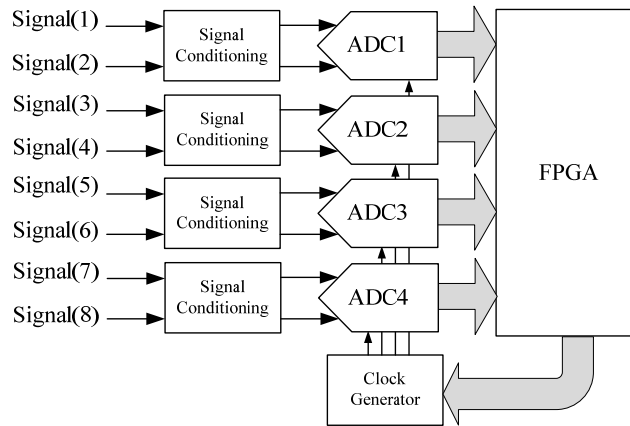 Signal(1)
Signal(2)
Signal
Conditioning
ADC1
Signal(3)
Signal(4)
Signal
Conditioning
ADC2
Signal(5)
Signal(6)
Signal
Conditioning
ADC3
Signal(7)
Signal(8)
Signal
Conditioning
ADC4
FPGA
Clock
Generator